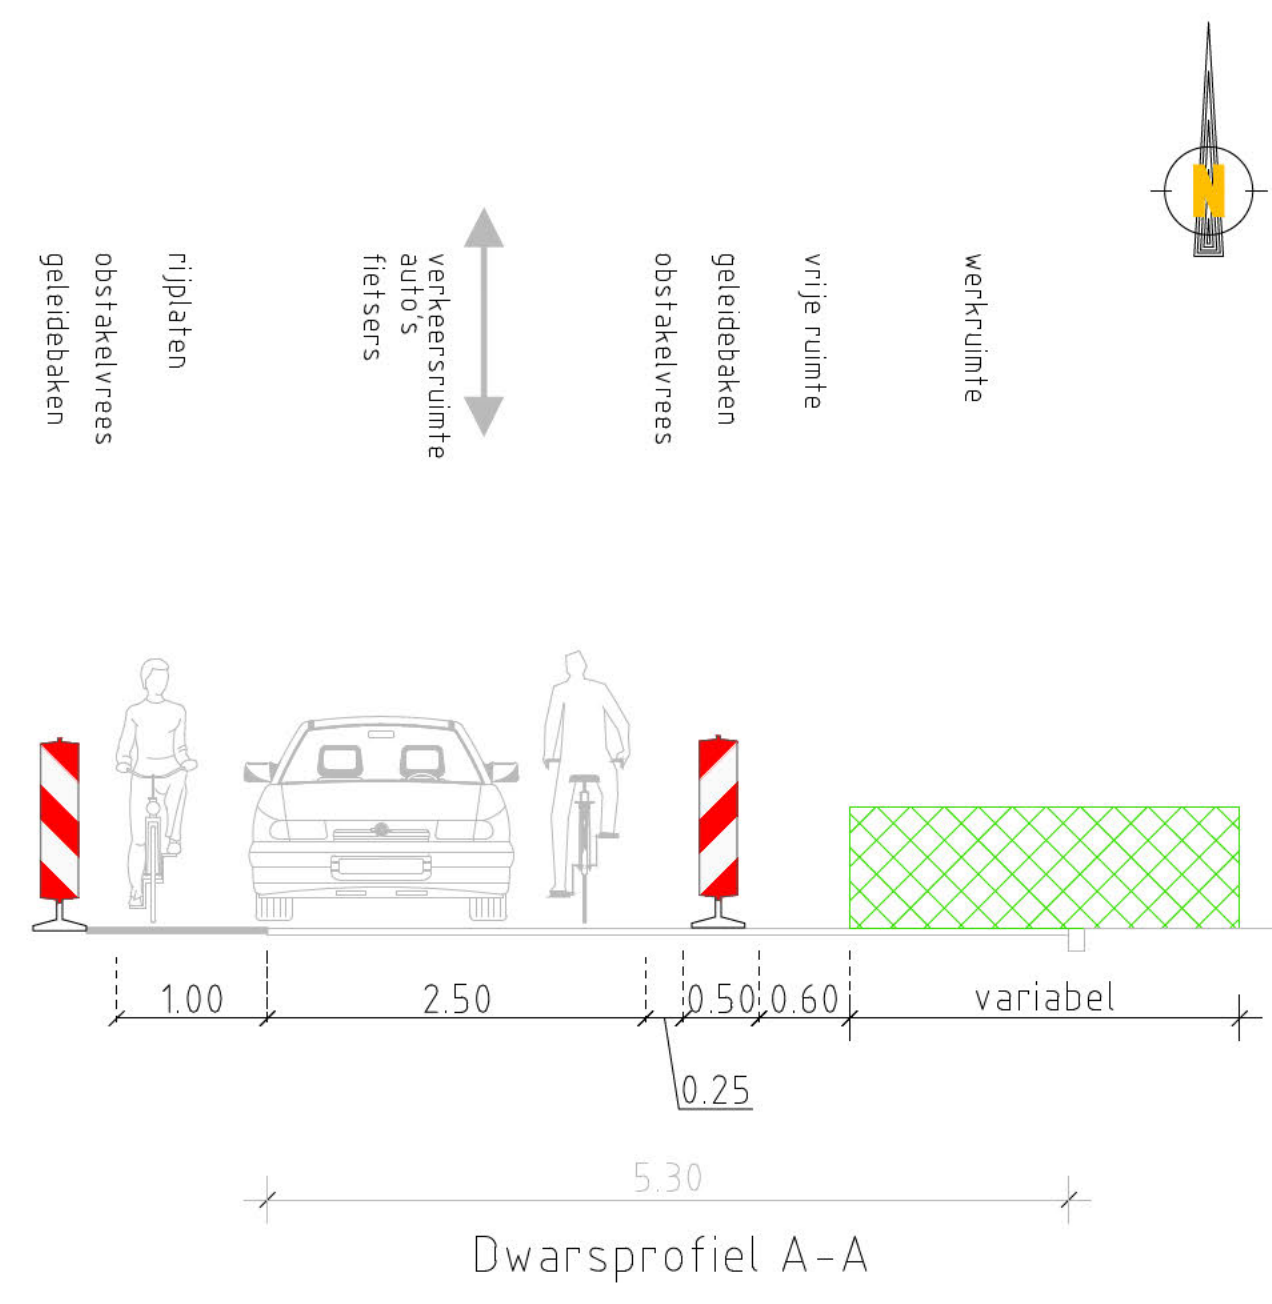 N
geleidebaken
obstakelvrees
rijplaten
fietsers
auto's
verkeersruimte
obstakelvrees
geleidebaken
vrije ruimte
werkruimte
1.00
2.50
0.50
0.60
variabel
0.25
5.30
Dwarsprofiel A-A